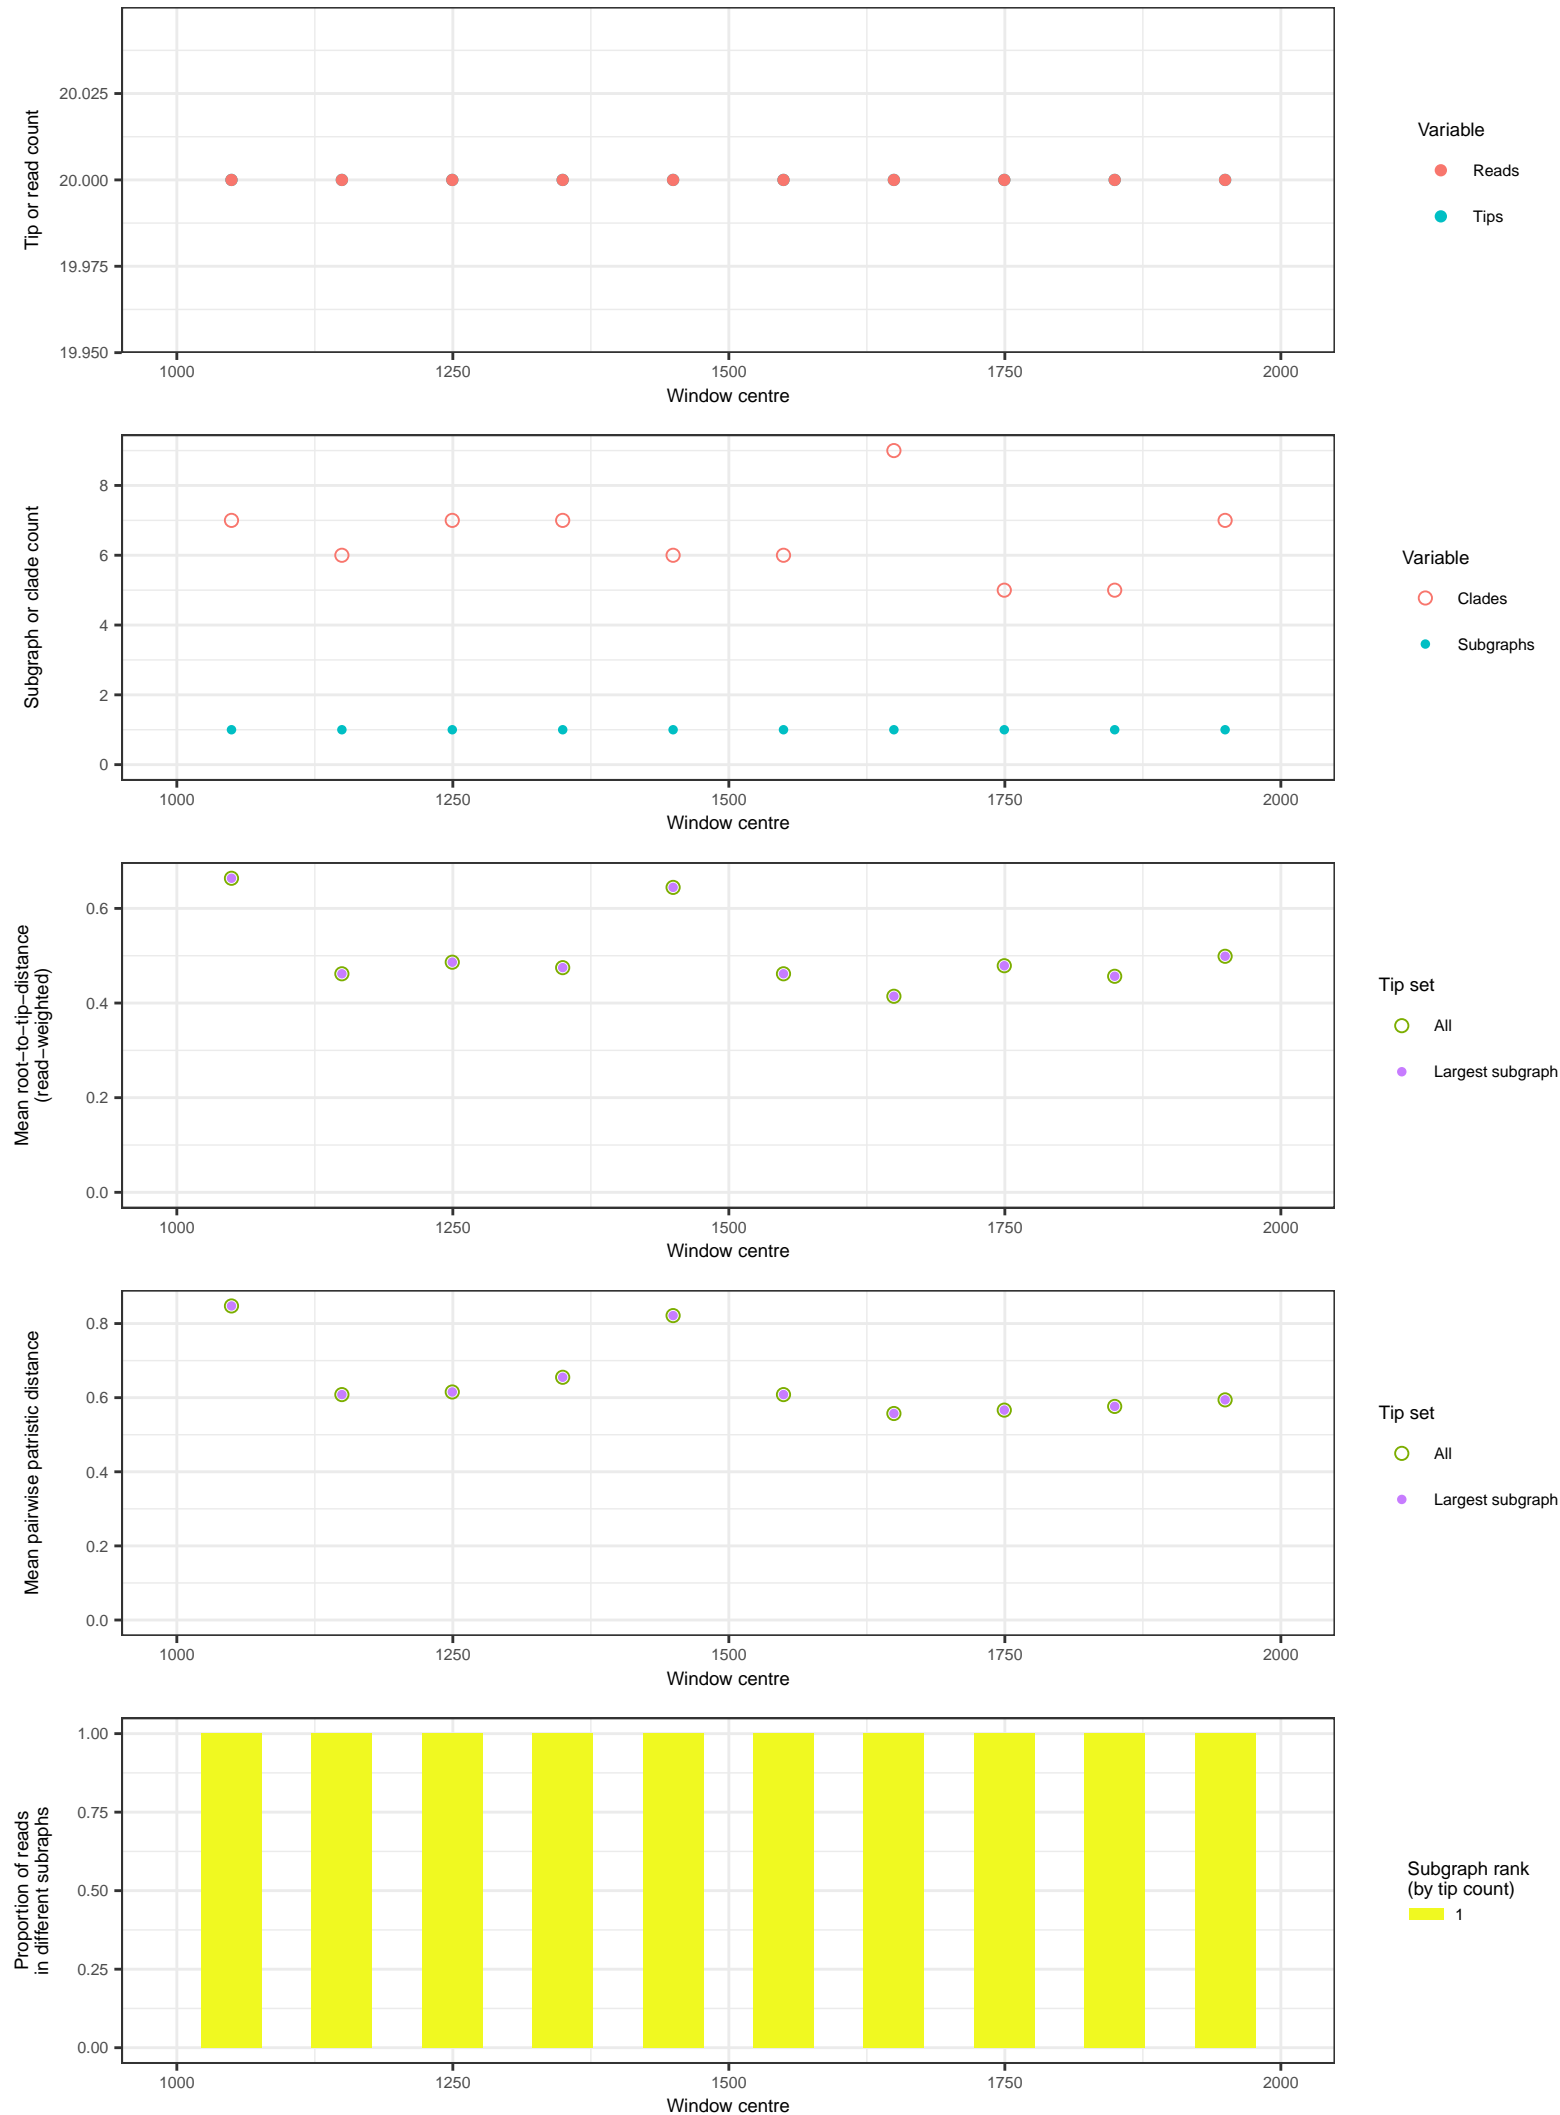 Tip or read count
20.025
20.000
19.975
19.950
1000 1250 1500 1750 2000
Window centre
Variable
Reads
Tips
Subgraph or clade count
8
6
4
2
0
1000 1250 1500 1750 2000
Window centre
Variable
Clades
Subgraphs
Mean root−to−tip−distance
(read−weighted)
0.6
0.4
0.2
0.0
1000 1250 1500 1750 2000
Window centre
Tip set
All
Largest subgraph
Mean pairwise patristic distance
0.8
0.6
0.4
0.2
0.0
1000 1250 1500 1750 2000
Window centre
Tip set
All
Largest subgraph
Proportion of reads
in different subraphs
1.00
0.75
0.50
0.25
0.00
1000 1250 1500 1750 2000
Window centre
Subgraph rank
(by tip count)
1